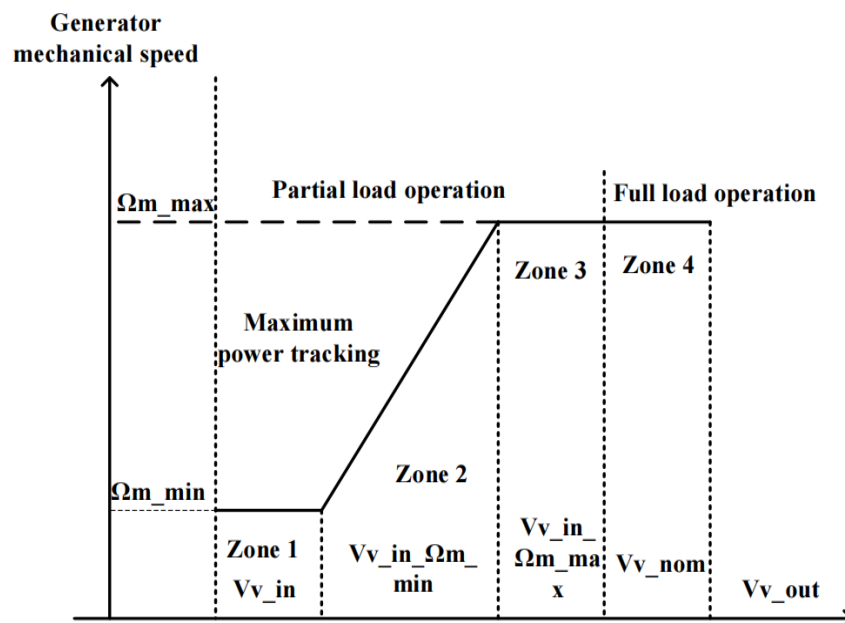 Generator
mechanical speed
Partial load operation
Full load operation
Ωm_max
Zone 3
Zone 4
Maximum
power tracking
Zone 2
Ωm_min
Zone 1
Vv_in
Vv_in_Ωm_
min
Vv_in_
Ωm_ma
x
Vv_nom
Vv_out